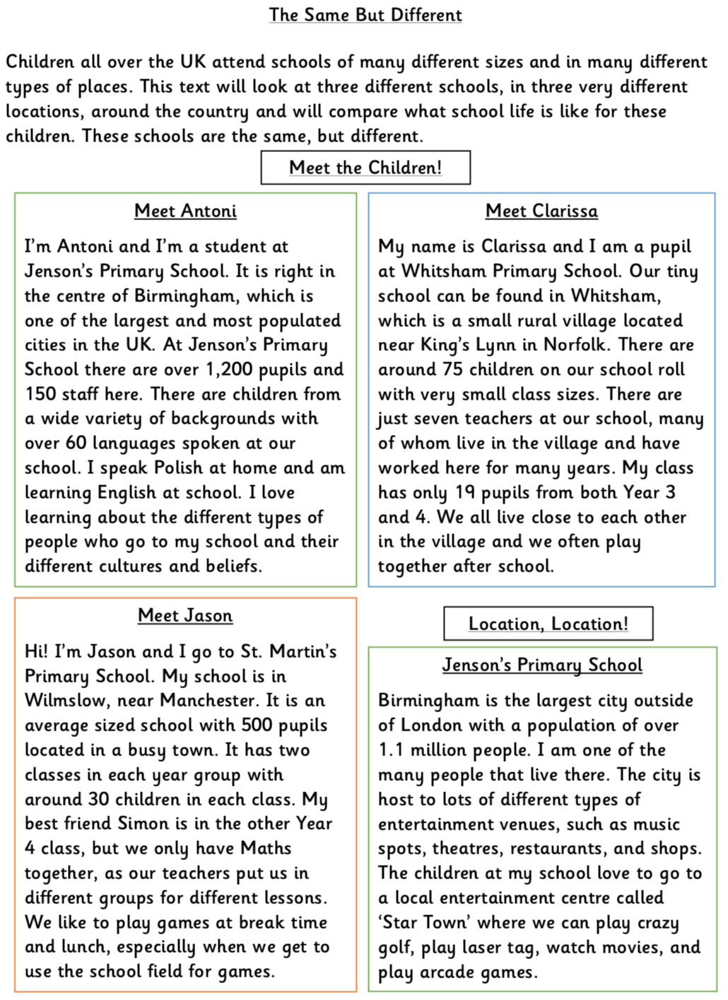 The Same But Different
Children all over the UK attend schools of many different sizes and in many different
types of places. This text will look at three different schools, in three very different
locations, around the country and will compare what school life is like for these
children. These schools are the same, but different.
Meet the Children!
Meet Antoni
I'm Antoni and I'm a student at
Jenson's Primary School. It is right in
the centre of Birmingham, which is
one of the largest and most populated
cities in the UK. At Jenson's Primary
School there are over 1,200 pupils and
150 staff here. There are children from
a wide variety of backgrounds with
over 60 languages spoken at our
school. I speak Polish at home and am
learning English at school. I love
learning about the different types of
people who go to my school and their
different cultures and beliefs.
Meet Clarissa
My name is Clarissa and I am a pupil
at Whitsham Primary School. Our tiny
school can be found in Whitsham,
which is a small rural village located
near King's Lynn in Norfolk. There are
around 75 children on our school roll
with very small class sizes. There are
just seven teachers at our school, many
of whom live in the village and have
worked here for many years. My class
has only 19 pupils from both Year 3
and 4. We all live close to each other
in the village and we often play
together after school.
Meet Jason
Hi! I'm Jason and I go to St. Martin's
Primary School. My school is in
Wilmslow, near Manchester. It is an
average sized school with 500 pupils
located in a busy town. It has two
classes in each year group with
around 30 children in each class. My
best friend Simon is in the other Year
4 class, but we only have Maths
together, as our teachers put us in
different groups for different lessons.
We like to play games at break time
and lunch, especially when we get to
use the school field for games.
Location, Location!
Jenson's Primary School
Birmingham is the largest city outside
of London with a population of over
1.1 million people. I am one of the
many people that live there. The city is
host to lots of different types of
entertainment venues, such as music
spots, theatres, restaurants, and shops.
The children at my school love to go to
a local entertainment centre called
'Star Town' where we can play crazy
golf, play laser tag, watch movies, and
play arcade games.